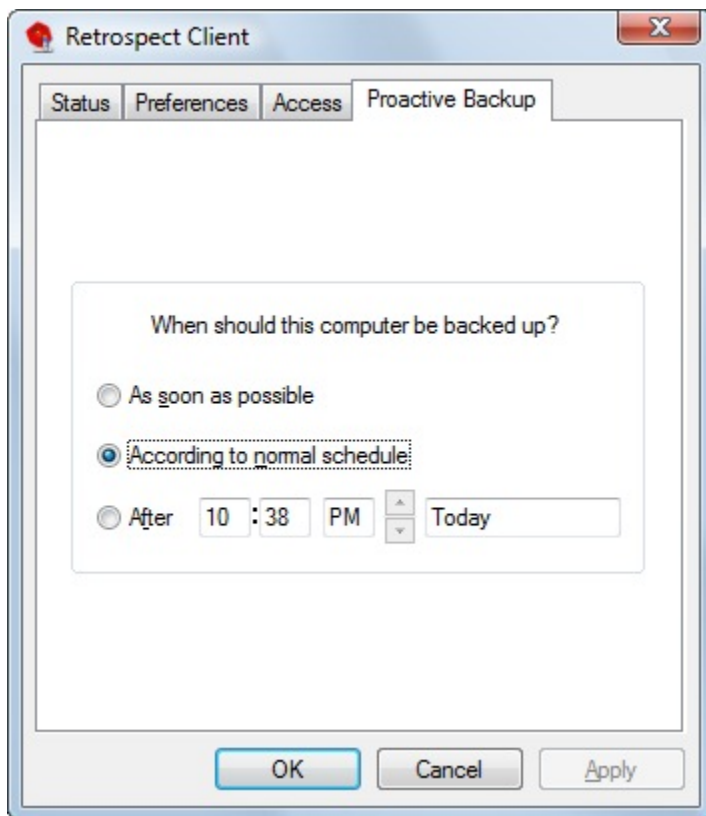 Retrospect Client
Status Preferences Access Proactive Backup
When should this computer be backed up?
As soon as possible
According to normal schedule
After 10 : 38 PM Today
OK Cancel Apply